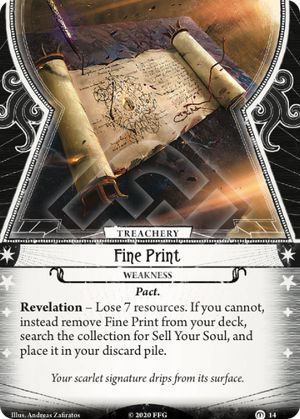 TREACHERY
Fine Print
WEAKNESS
Pact.
Revelation – Lose 7 resources. If you cannot,
instead remove Fine Print from your deck,
search the collection for Sell Your Soul, and
place it in your discard pile.
Your scarlet signature drips from its surface.
Illus. Andreas Zafiratos
© 2020 FFG
14